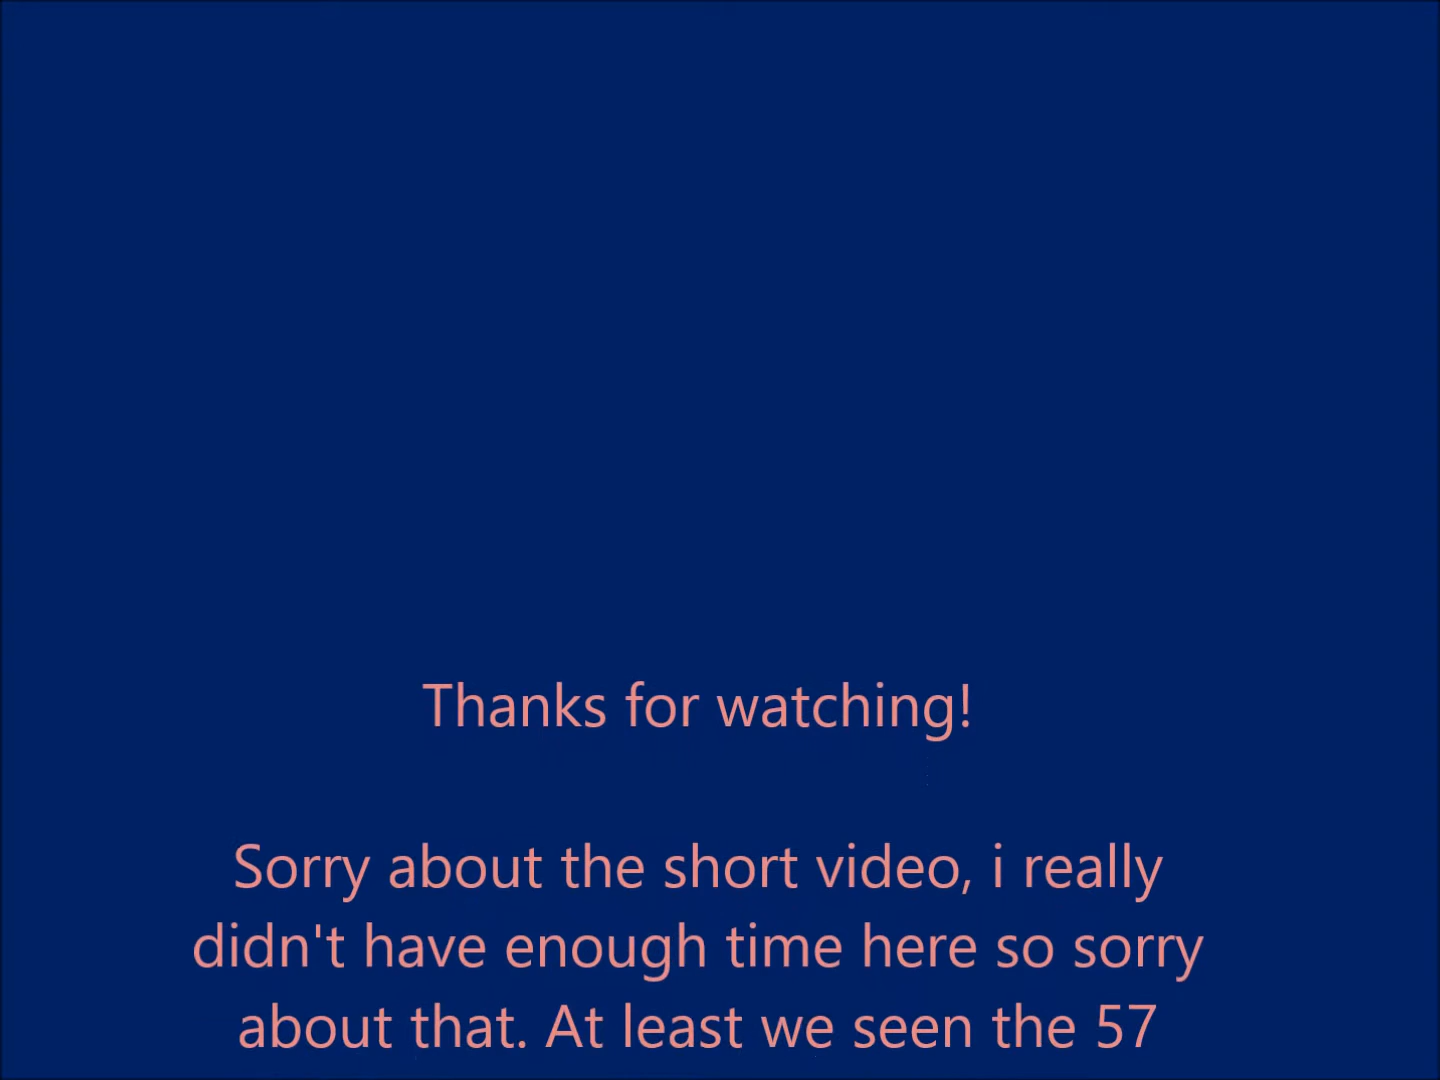 Thanks for watching!
Sorry about the short video, i really
didn't have enough time here so sorry
about that. At least we seen the 57